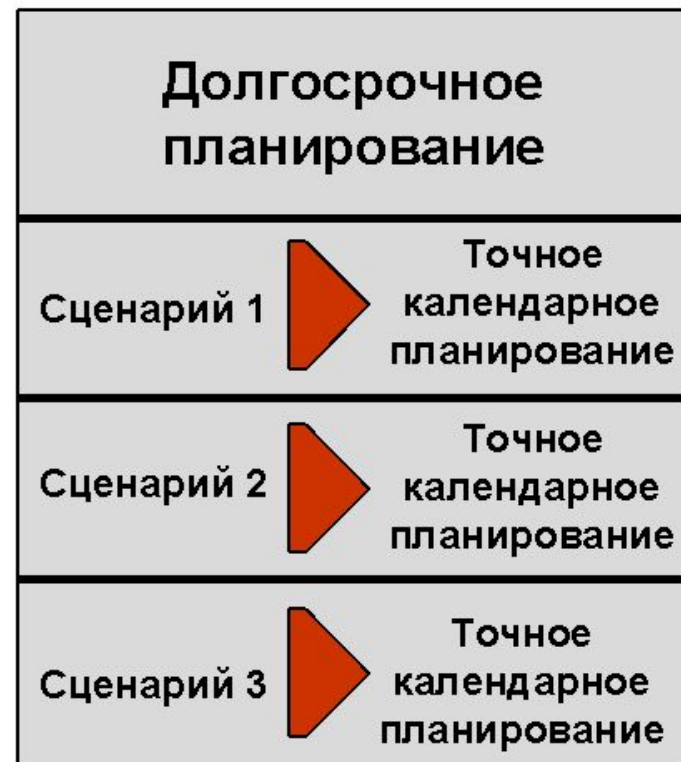 Долгосрочное
планирование
Сценарий 1
Точное
календарное
планирование
Сценарий 2
Точное
календарное
планирование
Сценарий 3
Точное
календарное
планирование